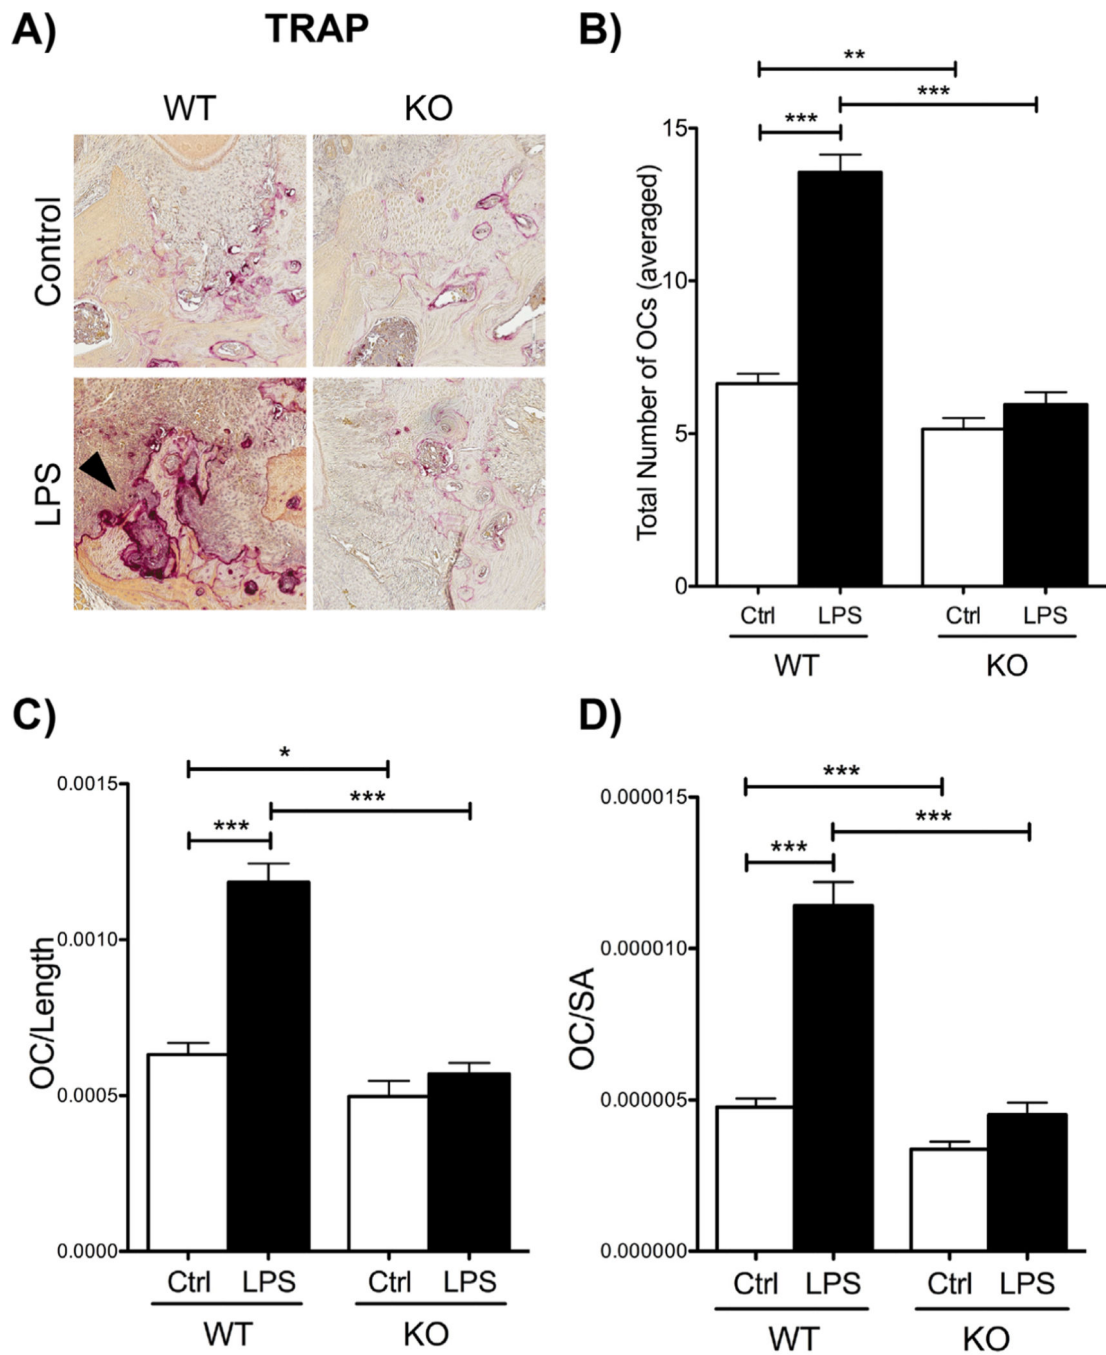 A)
TRAP
WT KO
Control
LPS
B)
**
***
***
Total Number of OCs (averaged)
15
10
5
0
Ctrl LPS Ctrl LPS
WT KO
C)
*
***
***
OC/Length
0.0015
0.0010
0.0005
0.0000
Ctrl LPS Ctrl LPS
WT KO
D)
***
***
***
OC/SA
0.000015
0.000010
0.000005
0.000000
Ctrl LPS Ctrl LPS
WT KO